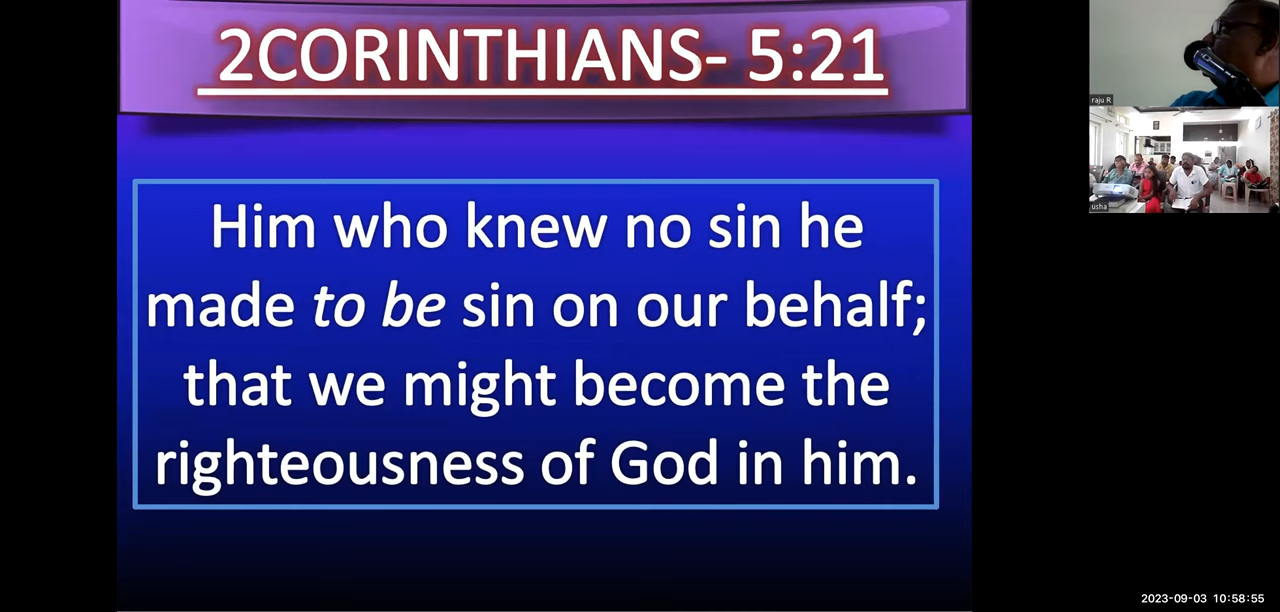 2CORINTHIANS- 5:21
Him who knew no sin he
made to be sin on our behalf;
that we might become the
righteousness of God in him.
raju R
usha
2023-09-03 10:58:55